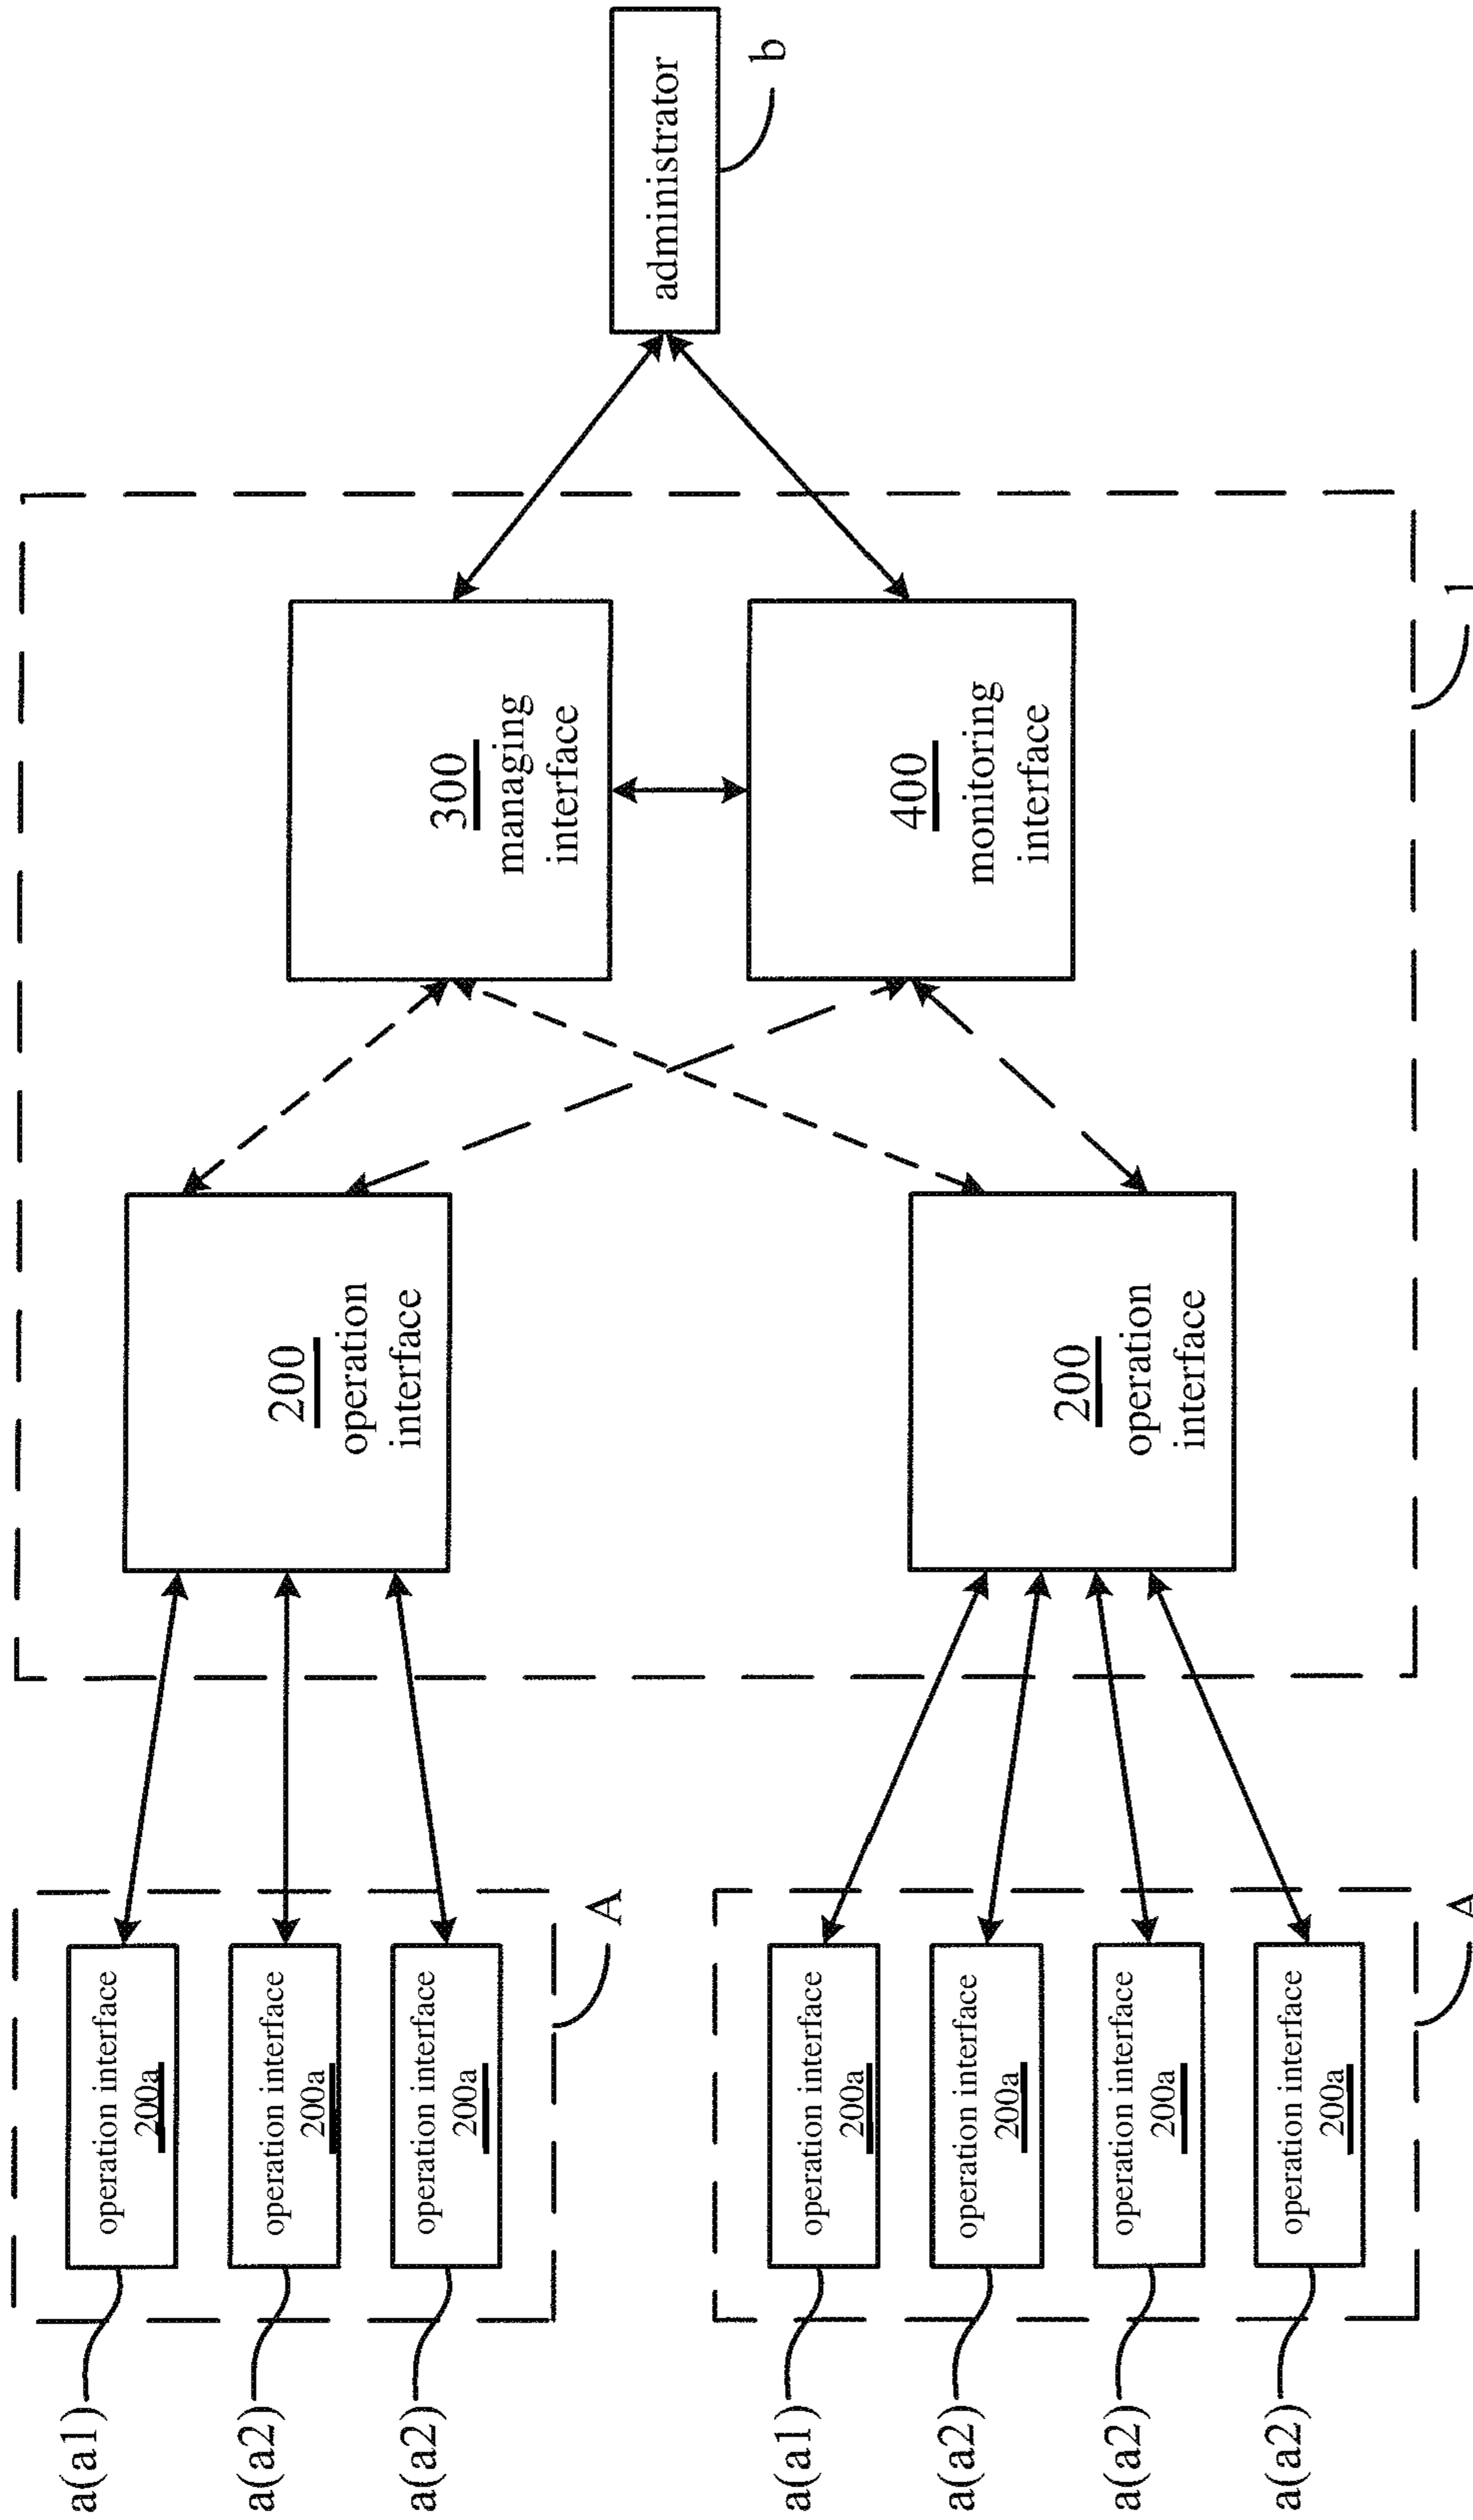 a(a1)
operation interface
200a
a(a2)
operation interface
200a
a(a2)
operation interface
200a
A
200
operation
interface
300
managing
interface
administrator
b
400
monitoring
interface
200
operation
interface
a(a1)
operation interface
200a
a(a2)
operation interface
200a
a(a2)
operation interface
200a
a(a2)
operation interface
200a
A
1